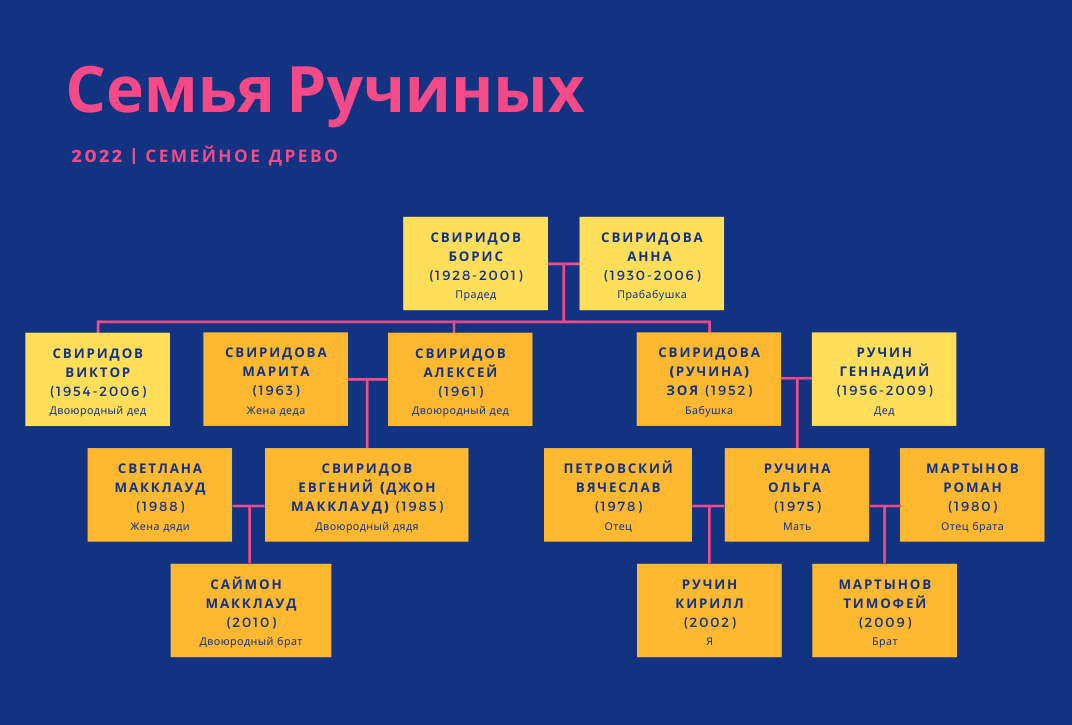 Семья Ручиных
2022 | СЕМЕЙНОЕ ДРЕВО
СВИРИДОВ
БОРИС
(1928-2001)
Прадед
СВИРИДОВА
АННА
(1930-2006)
Прабабушка
СВИРИДОВ
ВИКТОР
(1954-2006)
Двоюродный дед
СВИРИДОВА
МАРИТА
(1963)
Жена деда
СВИРИДОВ
АЛЕКСЕЙ
(1961)
Двоюродный дед
СВИРИДОВА
(РУЧИНА)
ЗОЯ (1952)
Бабушка
РУЧИН
ГЕННАДИЙ
(1956-2009)
Дед
СВЕТЛАНА
МАККЛАУД
(1988)
Жена дяди
СВИРИДОВ
ЕВГЕНИЙ (ДЖОН
МАККЛАУД) (1985)
Двоюродный дядя
ПЕТРОВСКИЙ
ВЯЧЕСЛАВ
(1978)
Отец
РУЧИНА
ОЛЬГА
(1975)
Мать
МАРТЫНОВ
РОМАН
(1980)
Отец брата
САЙМОН
МАККЛАУД
(2010)
Двоюродный брат
РУЧИН
КИРИЛЛ
(2002)
Я
МАРТЫНОВ
ТИМОФЕЙ
(2009)
Брат